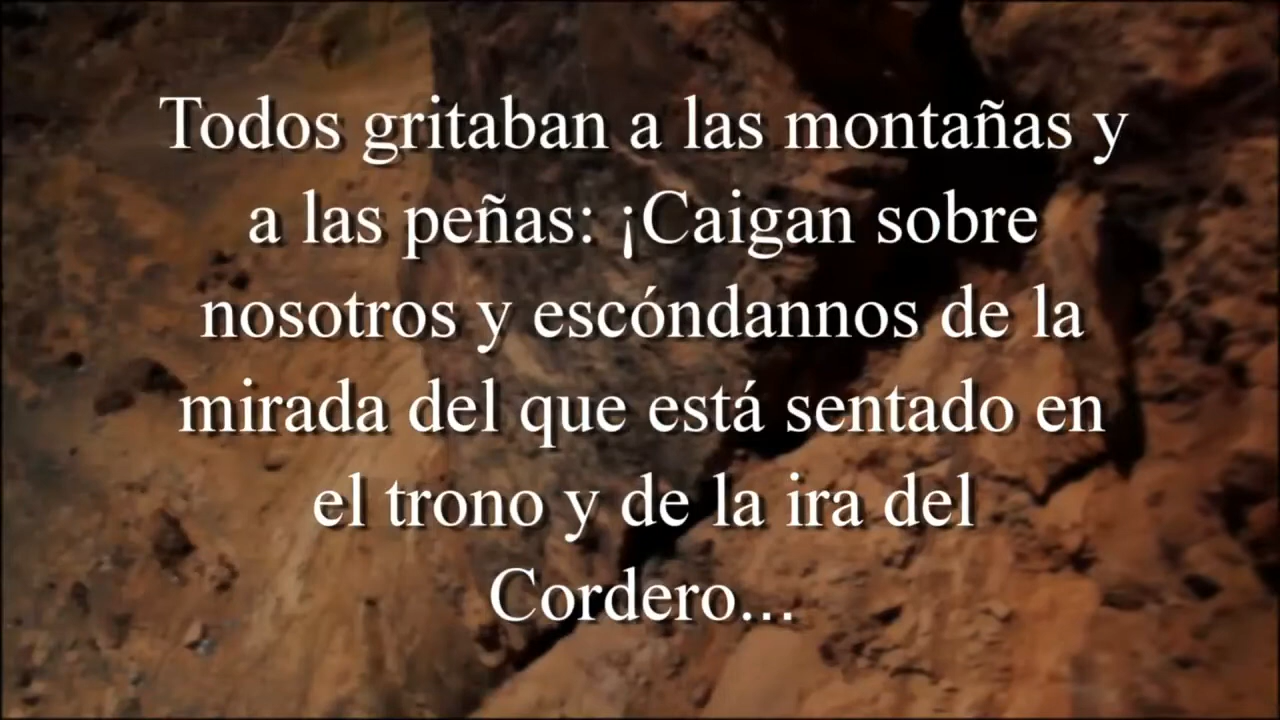 Todos gritaban a las montañas y
a las peñas: ¡Caigan sobre
nosotros y escóndannos de la
mirada del que está sentado en
el trono y de la ira del
Cordero...